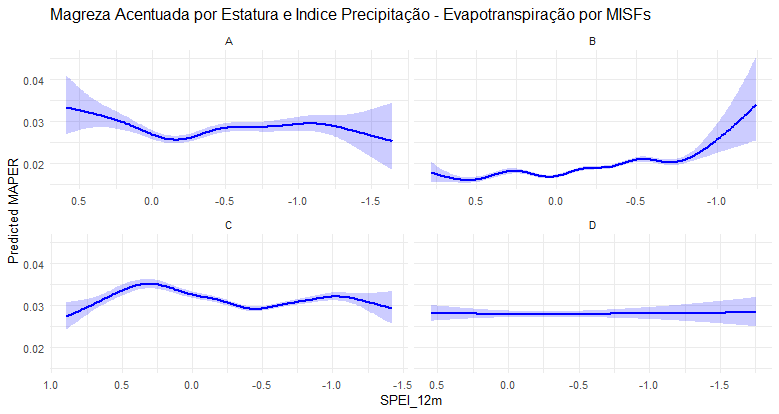 Magreza Acentuada por Estatura e Indice Precipitação - Evapotranspiração por MISFs
A
B
0.04
0.03
0.02
0.5 0.0 -0.5 -1.0 -1.5
0.5 0.0 -0.5 -1.0
Predicted MAPER
C
D
0.04
0.03
0.02
1.0 0.5 0.0 -0.5 -1.0 -1.5
0.5 0.0 -0.5 -1.0 -1.5
SPEI_12m